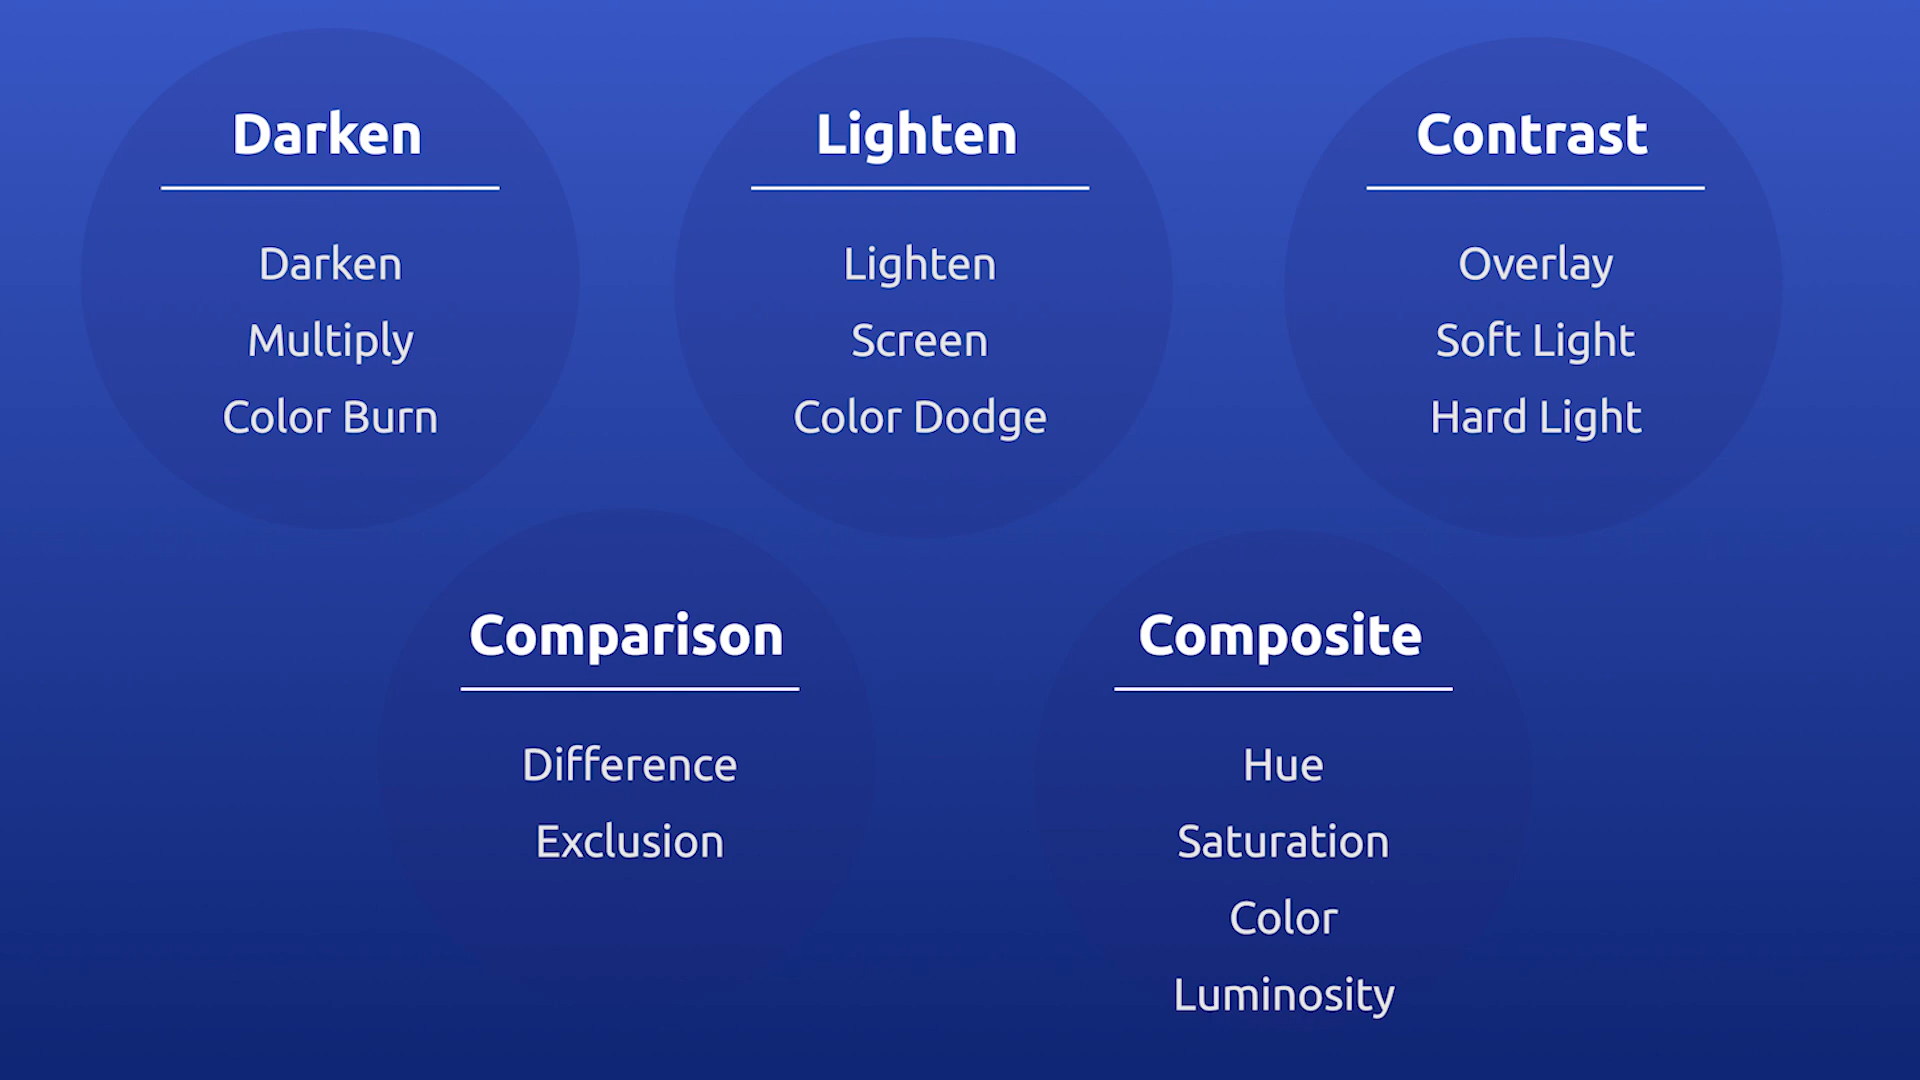 Darken
Darken
Multiply
Color Burn
Lighten
Lighten
Screen
Color Dodge
Contrast
Overlay
Soft Light
Hard Light
Comparison
Difference
Exclusion
Composite
Hue
Saturation
Color
Luminosity